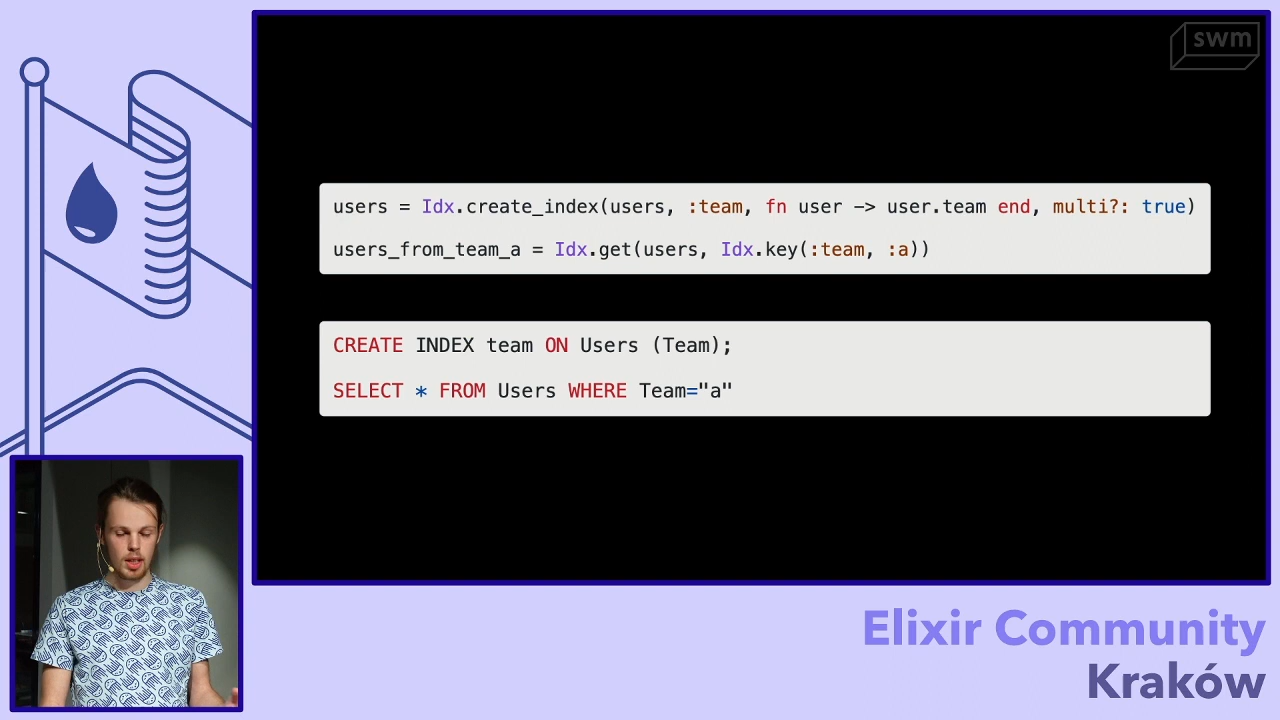 swm
users = Idx.create_index(users, :team, fn user -> user.team end, multi?: true)
users_from_team_a = Idx.get(users, Idx.key(:team, :a))
CREATE INDEX team ON Users (Team);
SELECT * FROM Users WHERE Team="a"
Elixir Community
Kraków